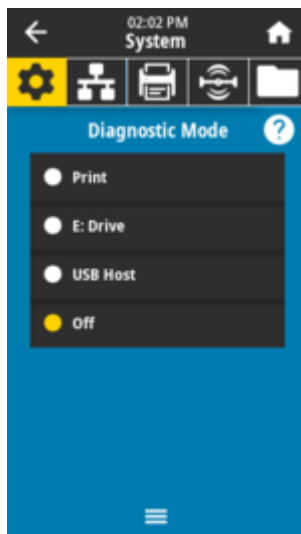 02:02 PM
System
Diagnostic Mode ?
Print
E: Drive
USB Host
Off